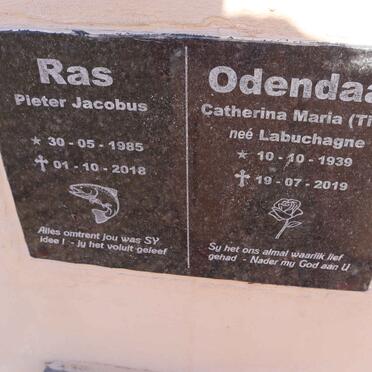 Ras
Pieter Jacobus
★ 30 - 05 - 1985
✝ 01 - 10 - 2018
Alles omtrent jou was SY
idee ! - jy het voluit geleef
Odendaa
Catherina Maria (Ti
neé Labuchagne
★ 10 - 10 - 1939
✝ 19 - 07 - 2019
Sy het ons almal waarlik lief
gehad - Nader my God aan U